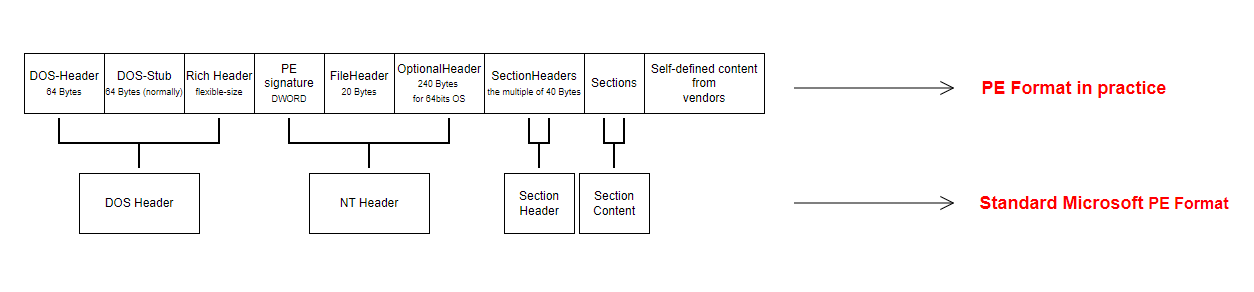 DOS-Header
64 Bytes
DOS-Stub
64 Bytes (normally)
Rich Header
flexible-size
PE
signature
DWORD
FileHeader
20 Bytes
OptionalHeader
240 Bytes
for 64bits OS
SectionHeaders
the multiple of 40 Bytes
Sections
Self-defined content
from
vendors
PE Format in practice
DOS Header
NT Header
Section
Header
Section
Content
Standard Microsoft PE Format